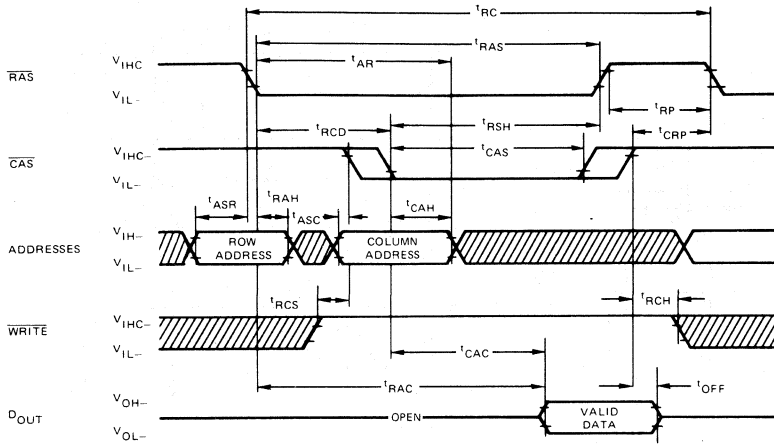 tRC
tRAS
tAR
RAS
VIHC
VIL–
tRP
tRCD
tRSH
tCRP
CAS
VIHC–
VIL–
tCAS
tASR
tRAH
tASC
tCAH
ADDRESSES
VIH–
VIL–
ROW
ADDRESS
COLUMN
ADDRESS
tRCS
tRCH
WRITE
VIHC–
VIL–
tCAC
tRAC
tOFF
DOUT
VOH–
VOL–
OPEN
VALID
DATA